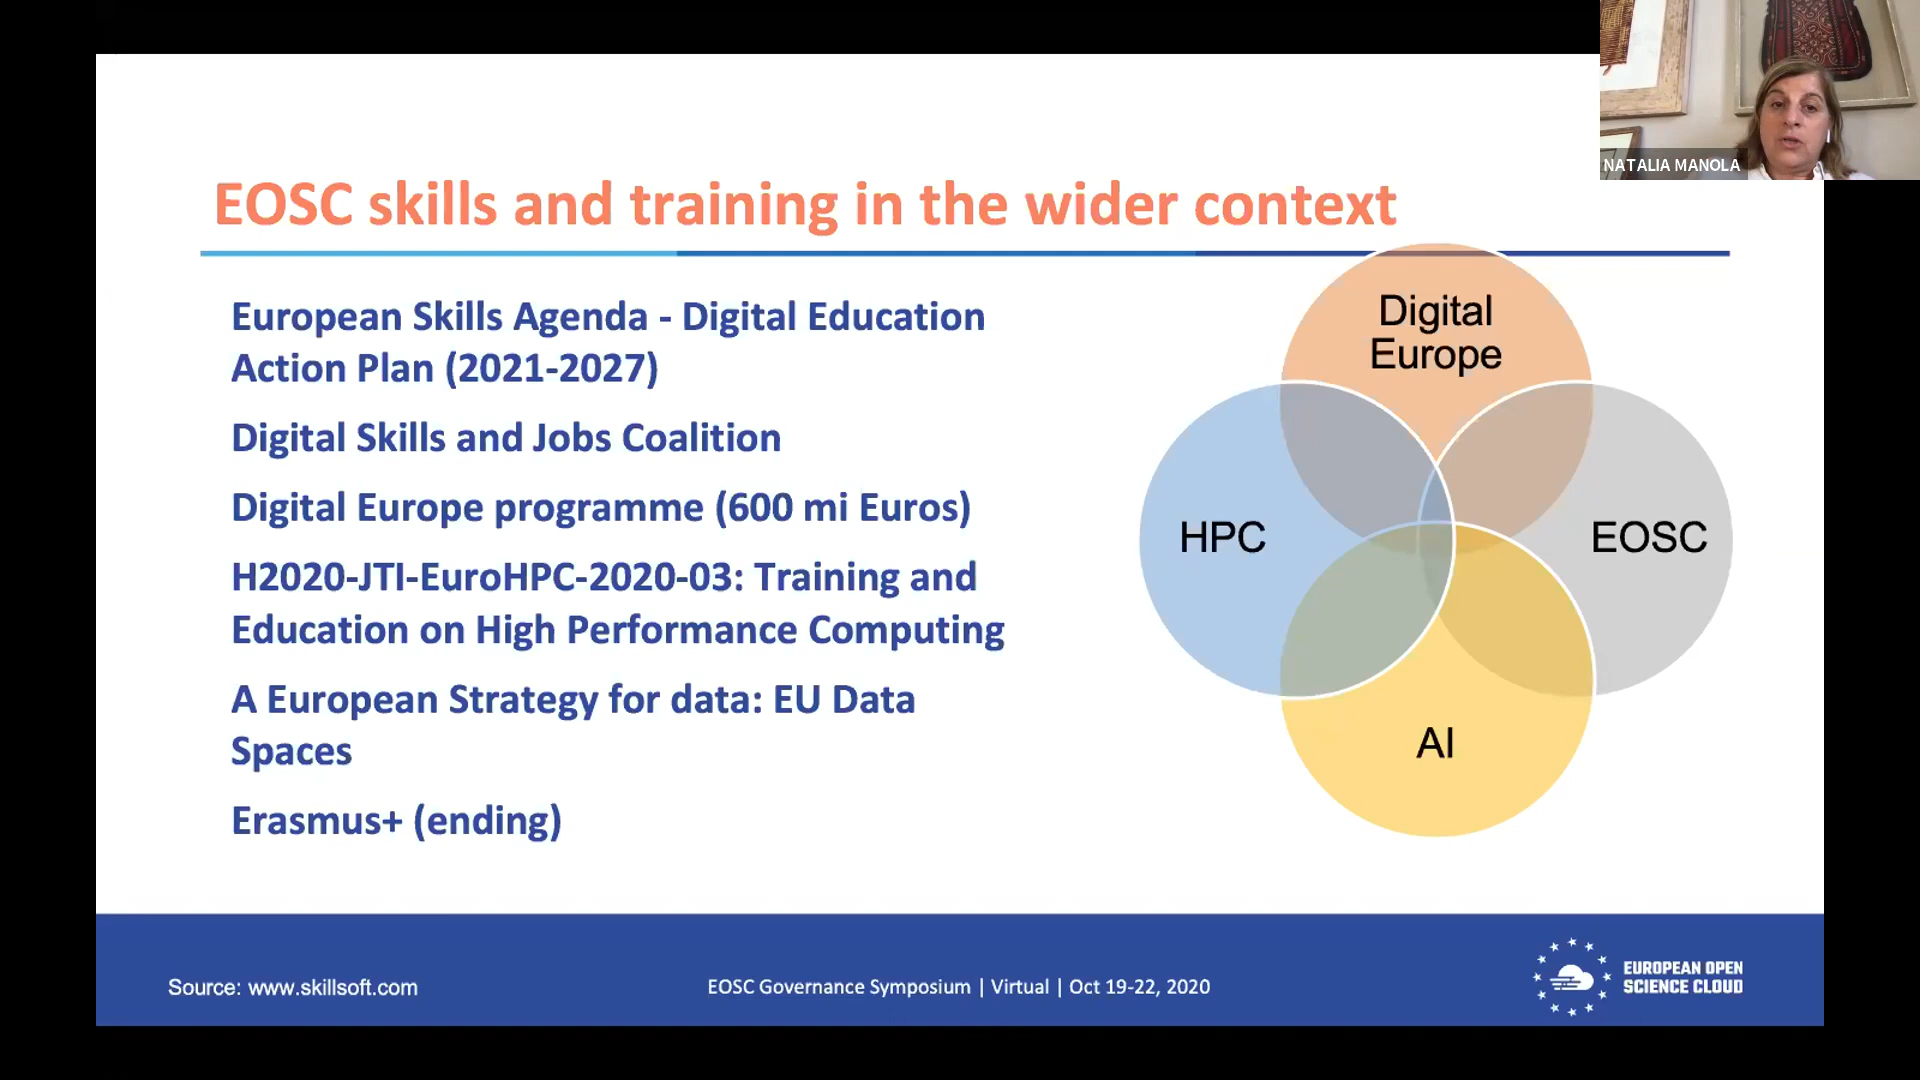 NATALIA MANOLA
EOSC skills and training in the wider context
European Skills Agenda - Digital Education
Action Plan (2021-2027)
Digital Skills and Jobs Coalition
Digital Europe programme (600 mi Euros)
H2020-JTI-EuroHPC-2020-03: Training and
Education on High Performance Computing
A European Strategy for data: EU Data
Spaces
Erasmus+ (ending)
Digital
Europe
HPC
EOSC
AI
Source: www.skillsoft.com
EOSC Governance Symposium | Virtual | Oct 19-22, 2020
EUROPEAN OPEN
SCIENCE CLOUD